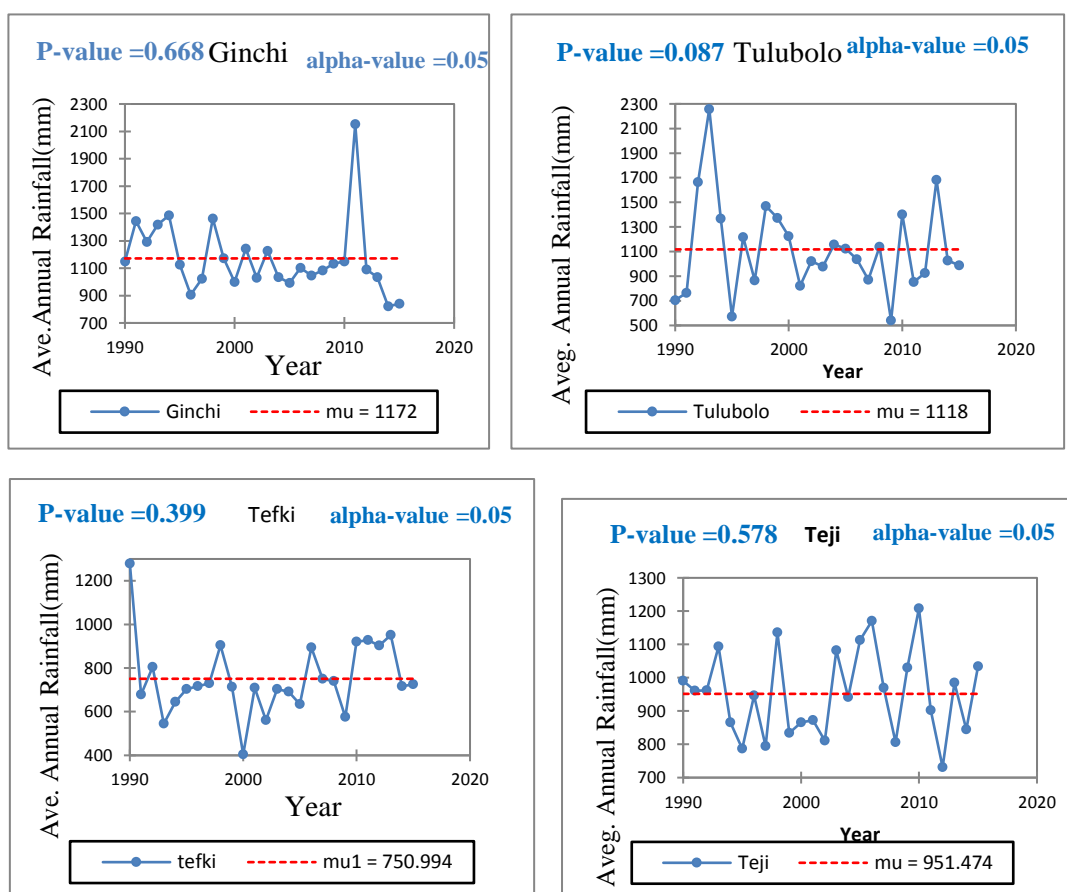 P-value =0.668 Ginchi alpha-value =0.05
Ave.Annual Rainfall(mm)
2300
2100
1900
1700
1500
1300
1100
900
700
1990 2000 2010 2020
Year
Ginchi mu = 1172
P-value =0.087 Tulubolo alpha-value =0.05
Aveg. Annual Rainfall(mm)
2300
2100
1900
1700
1500
1300
1100
900
700
500
1990 2000 2010 2020
Year
Tulubolo mu = 1118
P-value =0.399 Tefki alpha-value =0.05
Ave. Annual Rainfall(mm)
1200
1000
800
600
400
1990 2000 2010 2020
Year
tefki mu1 = 750.994
P-value =0.578 Teji alpha-value =0.05
Avg. Annual Rainfall(mm)
1300
1200
1100
1000
900
800
700
1990 2000 2010 2020
Year
Teji mu = 951.474